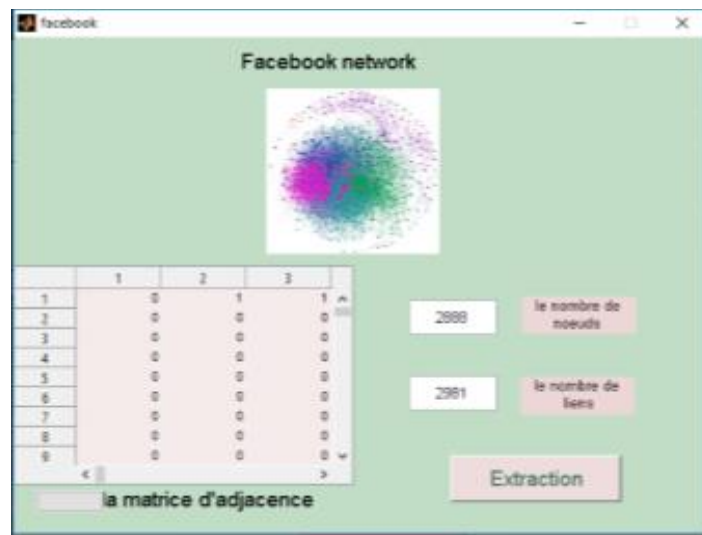 facebook
Facebook network
1 2 3
1 0 1 1
2 0 0 0
3 0 0 0
4 0 0 0
5 0 0 0
6 0 0 0
7 0 0 0
8 0 0 0
9 0 0 0
2888
le nombre de
noeuds
2981
le nombre de
liens
Extraction
la matrice d'adjacence